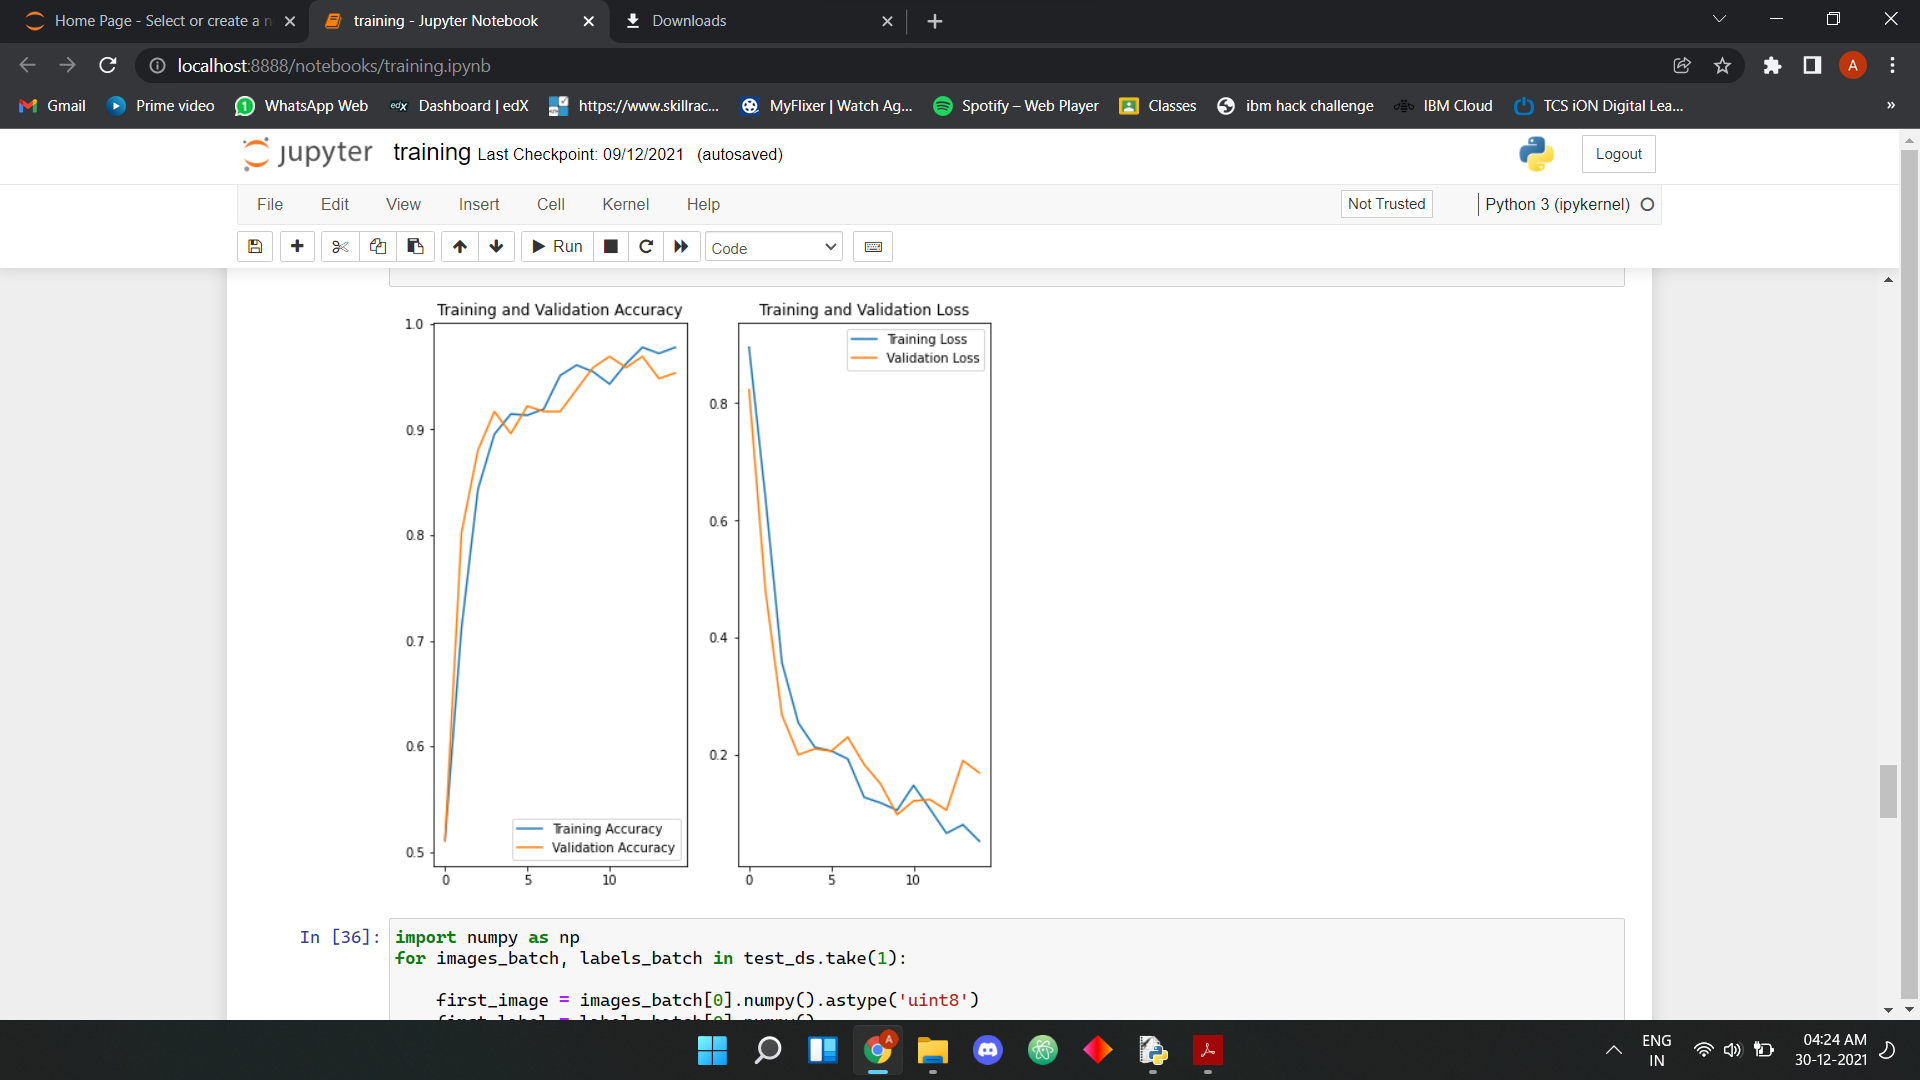 Home Page - Select or create a n
training - Jupyter Notebook
Downloads
localhost:8888/notebooks/training.ipynb
A
Gmail
Prime video
1
WhatsApp Web
edX
Dashboard | edX
https://www.skillrac...
MyFlixer | Watch Ag...
Spotify – Web Player
Classes
ibm hack challenge
IBM Cloud
TCS iON Digital Lea...
»
jupyter training Last Checkpoint: 09/12/2021 (autosaved)
Logout
File Edit View Insert Cell Kernel Help
Not Trusted
Python 3 (ipykernel)
Run
Code
Training and Validation Accuracy
1.0
0.9
0.8
0.7
0.6
0.5
0 5 10
Training Accuracy
Validation Accuracy
Training and Validation Loss
Training Loss
Validation Loss
0.8
0.6
0.4
0.2
0 5 10
In [36]:
import numpy as np
for images_batch, labels_batch in test_ds.take(1):
first_image = images_batch[0].numpy().astype('uint8')
first_label = labels_batch[0].numpy()
A
ENG
IN
04:24 AM
30-12-2021